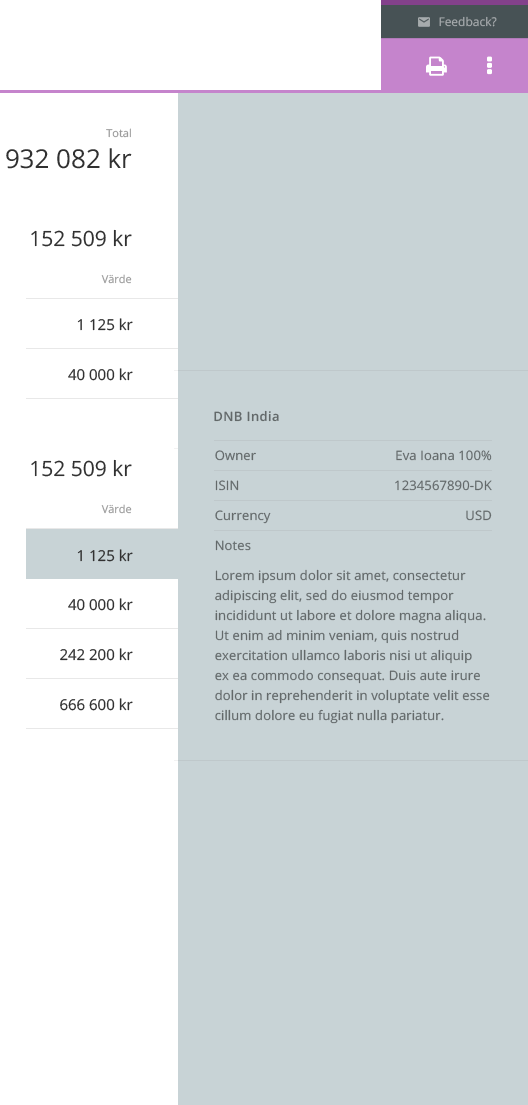 Feedback?
Total
932 082 kr
152 509 kr
Värde
1 125 kr
40 000 kr
152 509 kr
Värde
1 125 kr
40 000 kr
242 200 kr
666 600 kr
DNB India
Owner Eva Ioana 100%
ISIN 1234567890-DK
Currency USD
Notes
Lorem ipsum dolor sit amet, consectetur
adipiscing elit, sed do eiusmod tempor
incididunt ut labore et dolore magna aliqua.
Ut enim ad minim veniam, quis nostrud
exercitation ullamco laboris nisi ut aliquip
ex ea commodo consequat. Duis aute irure
dolor in reprehenderit in voluptate velit esse
cillum dolore eu fugiat nulla pariatur.